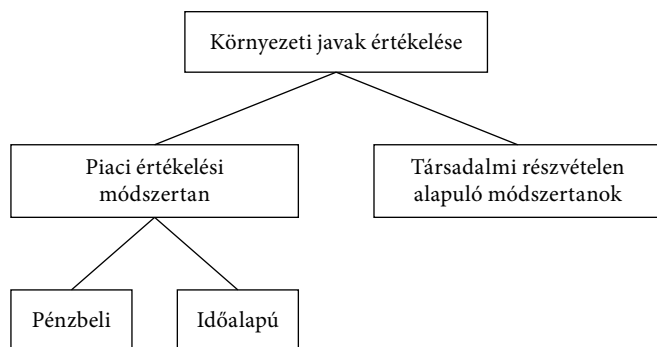 Környezeti javak értékelése
Piaci értékelési
módszertan
Társadalmi részvételen
alapuló módszertanok
Pénzbeli
Időalapú